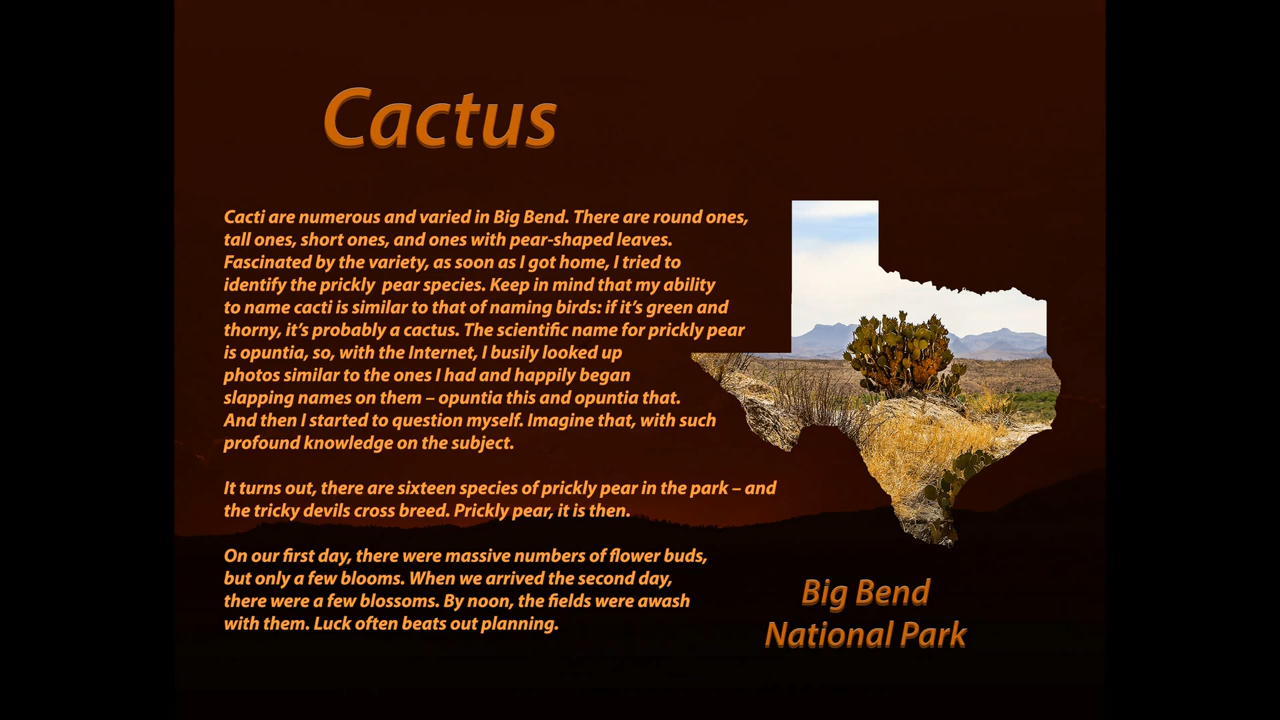 Cactus
Cacti are numerous and varied in Big Bend. There are round ones,
tall ones, short ones, and ones with pear-shaped leaves.
Fascinated by the variety, as soon as I got home, I tried to
identify the prickly  pear species. Keep in mind that my ability
to name cacti is similar to that of naming birds: if it’s green and
thorny, it’s probably a cactus. The scientific name for prickly pear
is opuntia, so, with the Internet, I busily looked up
photos similar to the ones I had and happily began
slapping names on them – opuntia this and opuntia that.
And then I started to question myself. Imagine that, with such
profound knowledge on the subject.
It turns out, there are sixteen species of prickly pear in the park – and
the tricky devils cross breed. Prickly pear, it is then.
On our first day, there were massive numbers of flower buds,
but only a few blooms. When we arrived the second day,
there were a few blossoms. By noon, the fields were awash
with them. Luck often beats out planning.
Big Bend
National Park